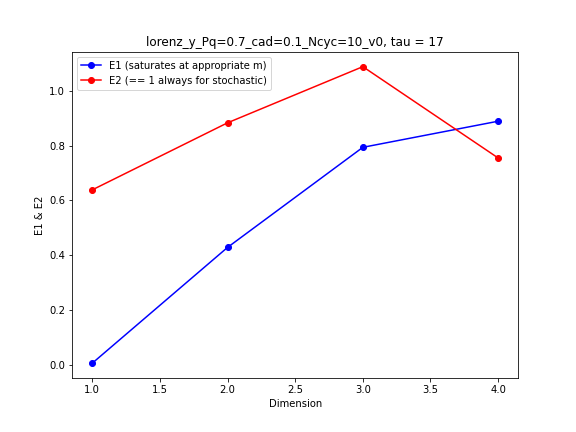 lorenz_y_Pq=0.7_cad=0.1_Ncyc=10_v0, tau = 17
E1 (saturates at appropriate m)
E2 (== 1 always for stochastic)
E1 & E2
1.0
0.8
0.6
0.4
0.2
0.0
1.0 1.5 2.0 2.5 3.0 3.5 4.0
Dimension